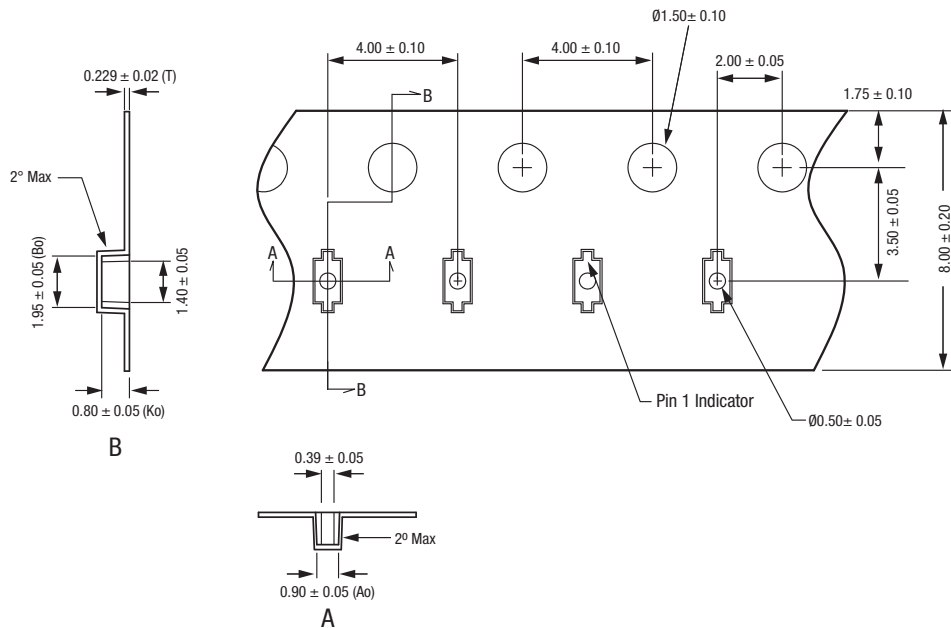 Ø1.50± 0.10
4.00 ± 0.10
4.00 ± 0.10
2.00 ± 0.05
0.229 ± 0.02 (T)
B
1.75 ± 0.10
2° Max
3.50 ± 0.05
8.00 ± 0.20
A
A
1.95 ± 0.05 (Bo)
1.40 ± 0.05
B
Pin 1 Indicator
0.80 ± 0.05 (Ko)
Ø0.50± 0.05
B
0.39 ± 0.05
2º Max
0.90 ± 0.05 (Ao)
A